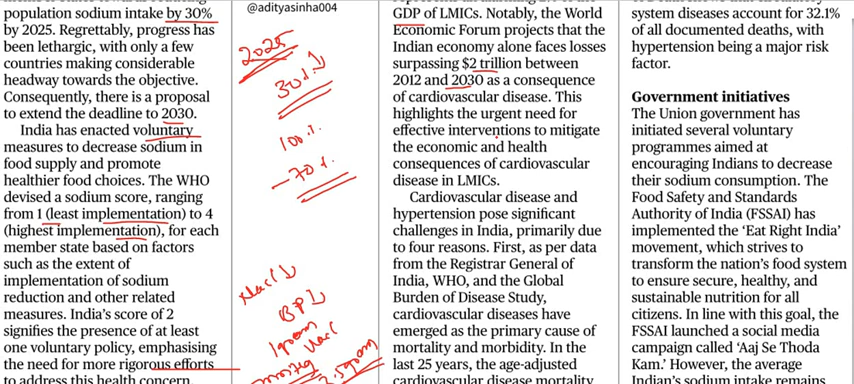 population sodium intake by 30%
by 2025. Regrettably, progress has
been lethargic, with only a few
countries making considerable
headway towards the objective.
Consequently, there is a proposal
to extend the deadline to 2030.
India has enacted voluntary
measures to decrease sodium in
food supply and promote
healthier food choices. The WHO
devised a sodium score, ranging
from 1 (least implementation) to 4
(highest implementation), for each
member state based on factors
such as the extent of
implementation of sodium
reduction and other related
measures. India's score of 2
signifies the presence of at least
one voluntary policy, emphasising
the need for more rigorous efforts
to address this health concern.
@adityasinha004
2025
30%↓
100%
-70%
NaCl↓
BP↓
1 gram
NaCl
GDP of LMICs. Notably, the World
Economic Forum projects that the
Indian economy alone faces losses
surpassing $2 trillion between
2012 and 2030 as a consequence
of cardiovascular disease. This
highlights the urgent need for
effective interventions to mitigate
the economic and health
consequences of cardiovascular
disease in LMICs.
Cardiovascular disease and
hypertension pose significant
challenges in India, primarily due
to four reasons. First, as per data
from the Registrar General of
India, WHO, and the Global
Burden of Disease Study,
cardiovascular diseases have
emerged as the primary cause of
mortality and morbidity. In the
last 25 years, the age-adjusted
cardiovascular disease mortality
system diseases account for 32.1%
of all documented deaths, with
hypertension being a major risk
factor.
Government initiatives
The Union government has
initiated several voluntary
programmes aimed at
encouraging Indians to decrease
their sodium consumption. The
Food Safety and Standards
Authority of India (FSSAI) has
implemented the 'Eat Right India'
movement, which strives to
transform the nation's food system
to ensure secure, healthy, and
sustainable nutrition for all
citizens. In line with this goal, the
FSSAI launched a social media
campaign called 'Aaj Se Thoda
Kam.' However, the average
Indian's sodium intake remains